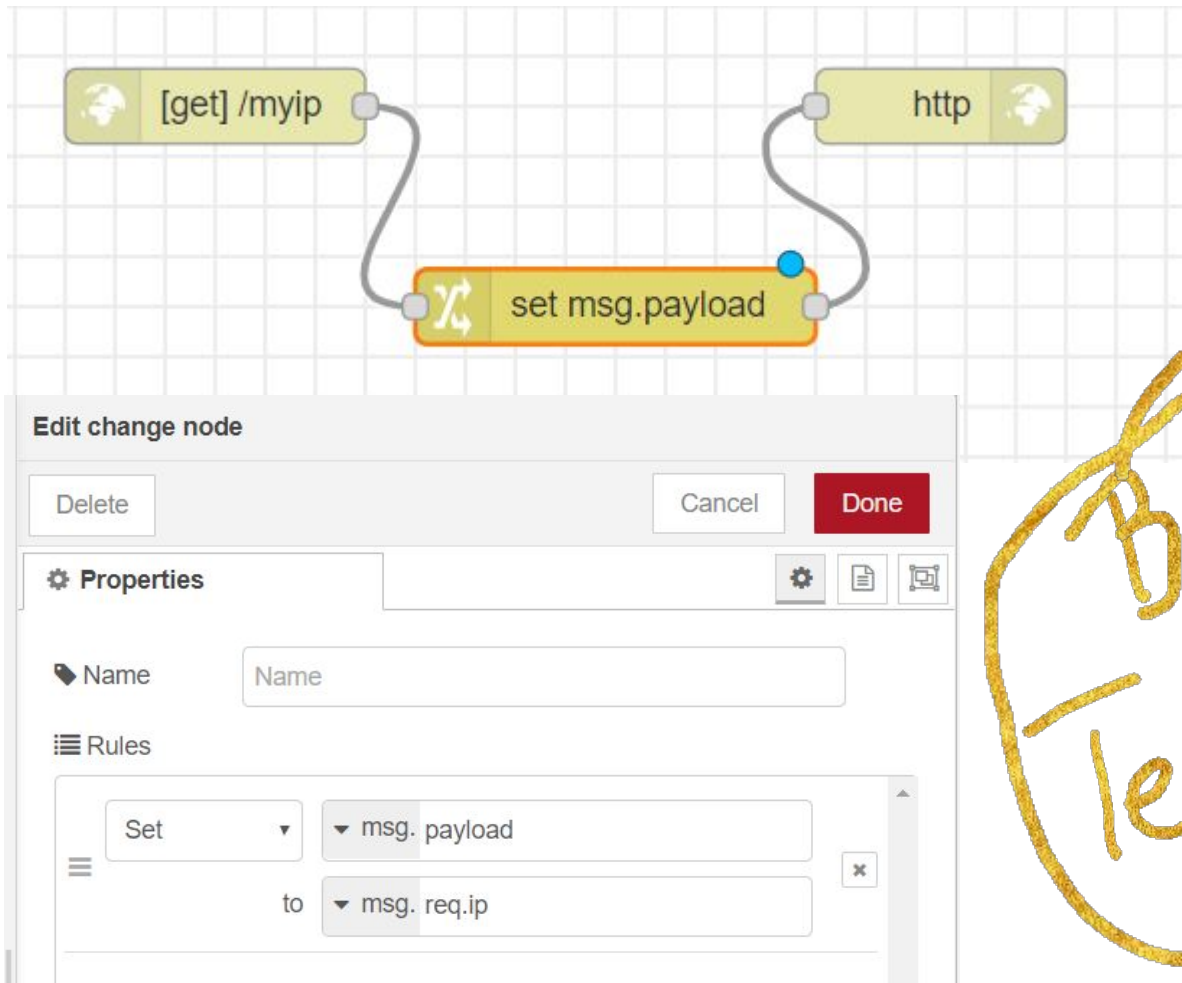 [get] /myip
http
set msg.payload
Edit change node
Delete
Cancel
Done
Properties
Name
Name
Rules
Set
msg. payload
to
msg. req.ip
B
Te